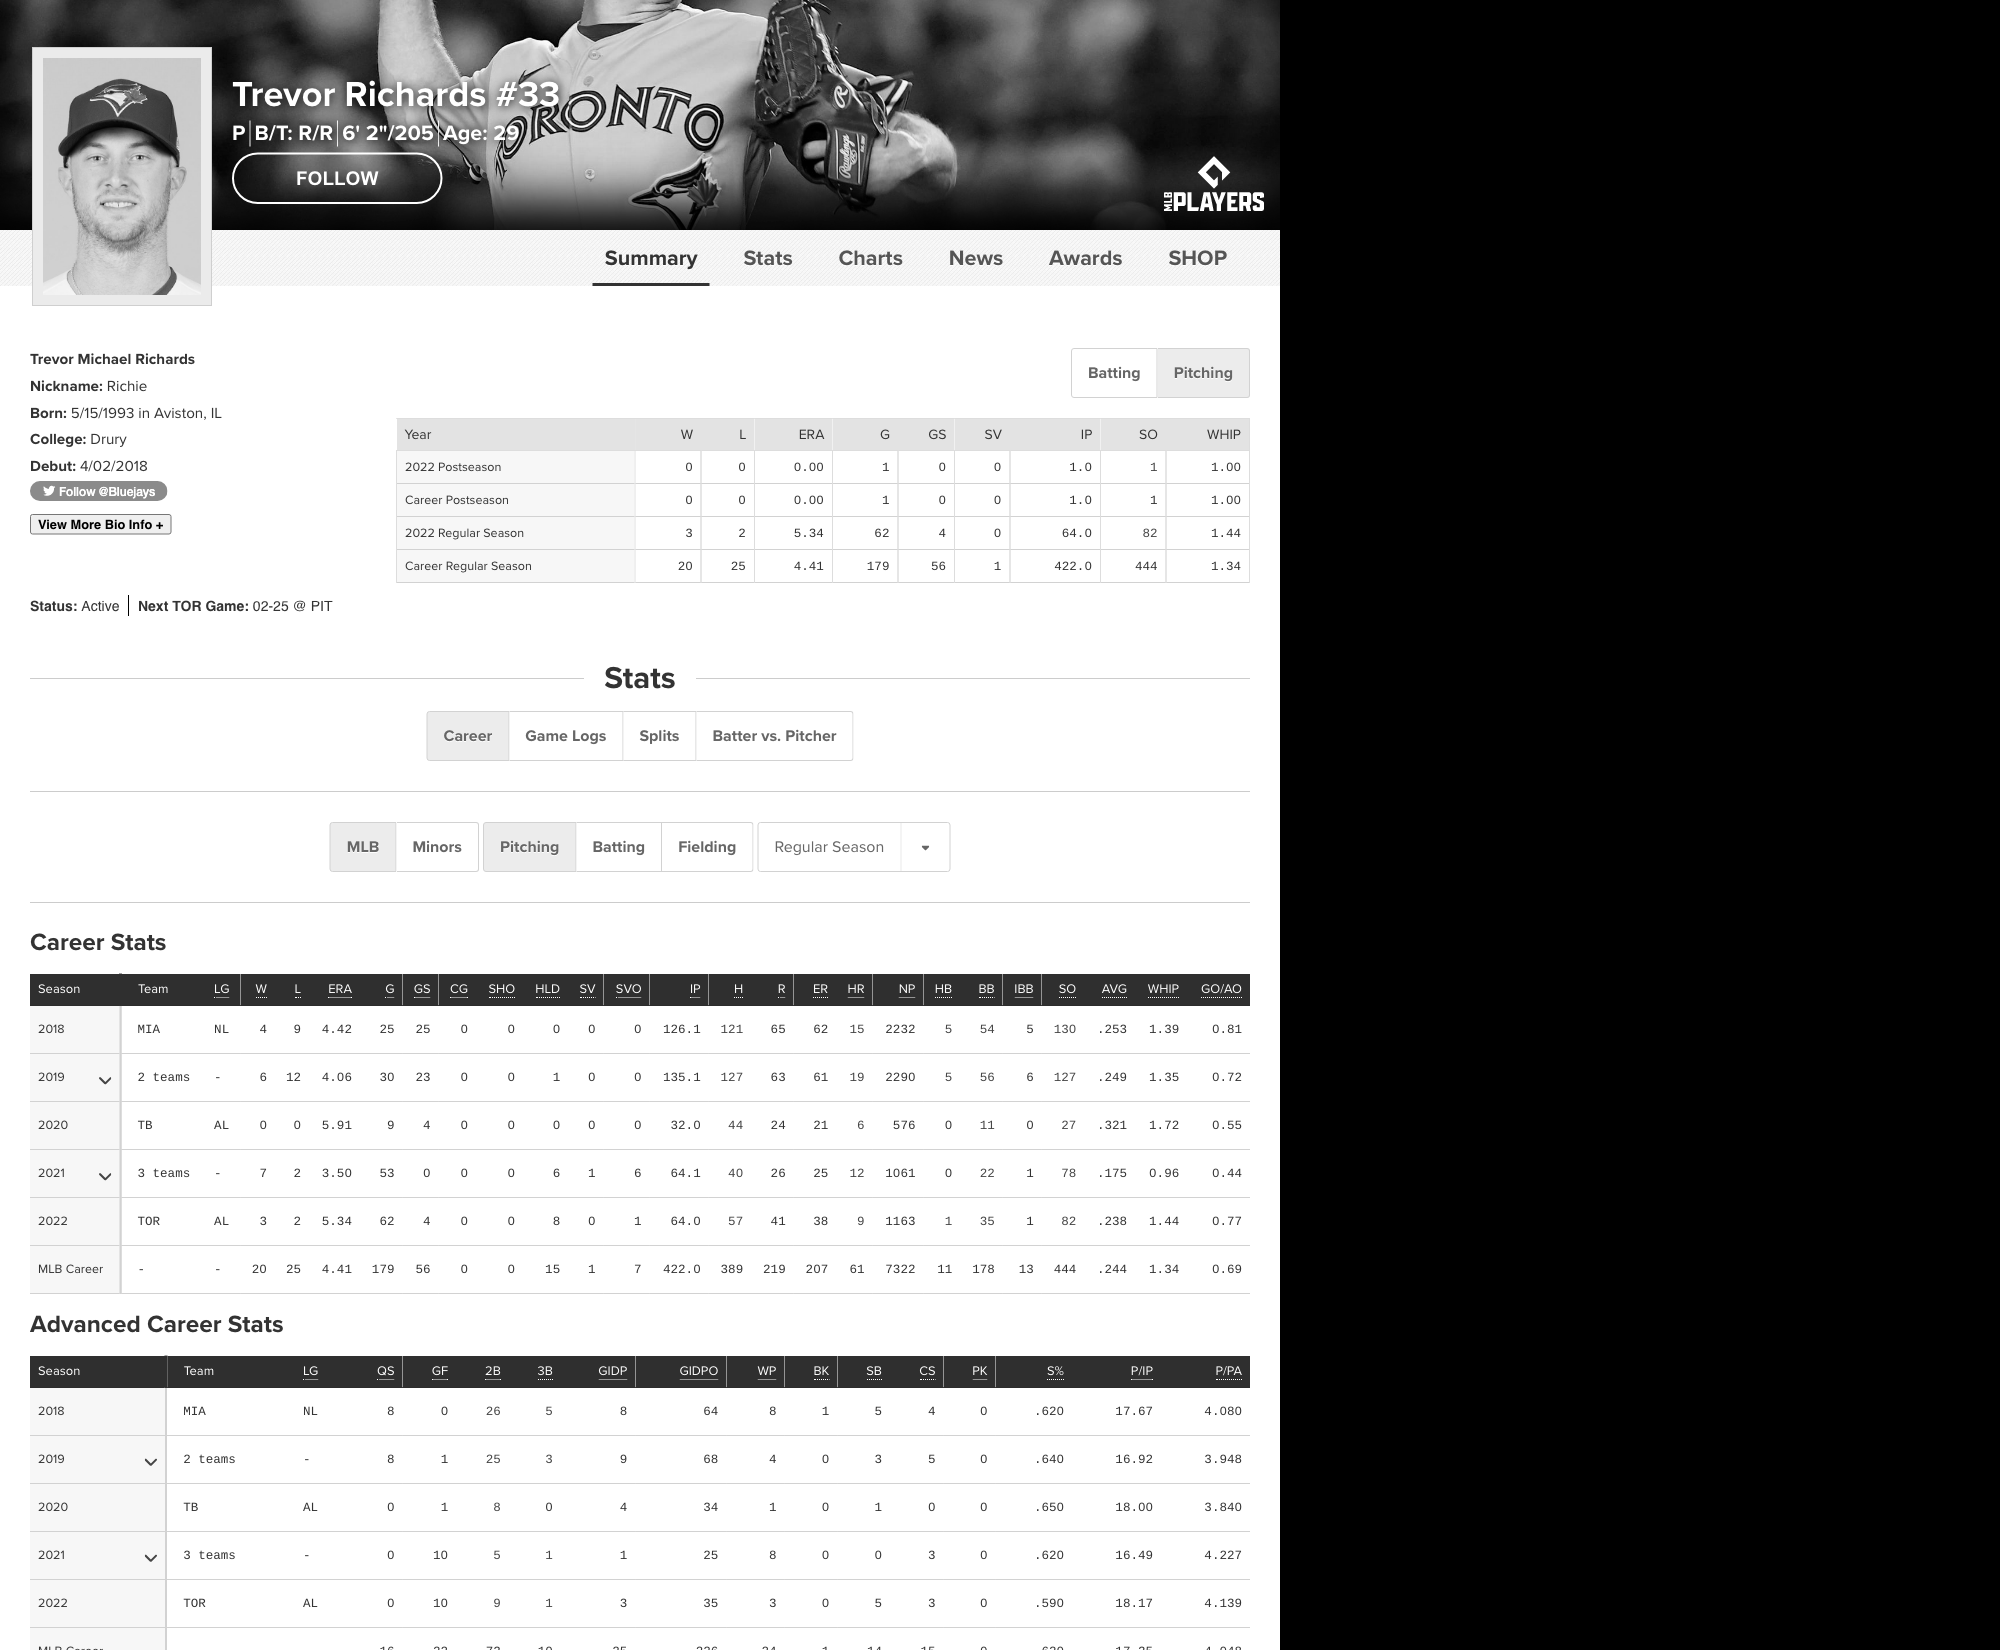 Trevor Richards #33
P B/T: R/R 6' 2"/205 Age: 29
TORONTO
Rawlings
FOLLOW
MLB PLAYERS
Summary Stats Charts News Awards SHOP
Trevor Michael Richards
Nickname: Richie
Born: 5/15/1993 in Aviston, IL
College: Drury
Debut: 4/02/2018
Follow @Bluejays
View More Bio Info +
Batting Pitching
Year W L ERA G GS SV IP SO WHIP
2022 Postseason 0 0 0.00 1 0 0 1.0 1 1.00
Career Postseason 0 0 0.00 1 0 0 1.0 1 1.00
2022 Regular Season 3 2 5.34 62 4 0 64.0 82 1.44
Career Regular Season 20 25 4.41 179 56 1 422.0 444 1.34
Status: Active Next TOR Game: 02-25 @ PIT
Stats
Career Game Logs Splits Batter vs. Pitcher
MLB Minors Pitching Batting Fielding Regular Season
Career Stats
Season Team LG W L ERA G GS CG SHO HLD SV SVO IP H R ER HR NP HB BB IBB SO AVG WHIP GO/AO
2018 MIA NL 4 9 4.42 25 25 0 0 0 0 0 126.1 121 65 62 15 2232 5 54 5 130 .253 1.39 0.81
2019 2 teams - 6 12 4.06 30 23 0 0 1 0 0 135.1 127 63 61 19 2290 5 56 6 127 .249 1.35 0.72
2020 TB AL 0 0 5.91 9 4 0 0 0 0 0 32.0 44 24 21 6 576 0 11 0 27 .321 1.72 0.55
2021 3 teams - 7 2 3.50 53 0 0 0 6 1 6 64.1 40 26 25 12 1061 0 22 1 78 .175 0.96 0.44
2022 TOR AL 3 2 5.34 62 4 0 0 8 0 1 64.0 57 41 38 9 1163 1 35 1 82 .238 1.44 0.77
MLB Career - - 20 25 4.41 179 56 0 0 15 1 7 422.0 389 219 207 61 7322 11 178 13 444 .244 1.34 0.69
Advanced Career Stats
Season Team LG QS GF 2B 3B GIDP GIDPO WP BK SB CS PK S% P/IP P/PA
2018 MIA NL 8 0 26 5 8 64 8 1 5 4 0 .620 17.67 4.080
2019 2 teams - 8 1 25 3 9 68 4 0 3 5 0 .640 16.92 3.948
2020 TB AL 0 1 8 0 4 34 1 0 1 0 0 .650 18.00 3.840
2021 3 teams - 0 10 5 1 1 25 8 0 0 3 0 .620 16.49 4.227
2022 TOR AL 0 10 9 1 3 35 3 0 5 3 0 .590 18.17 4.139